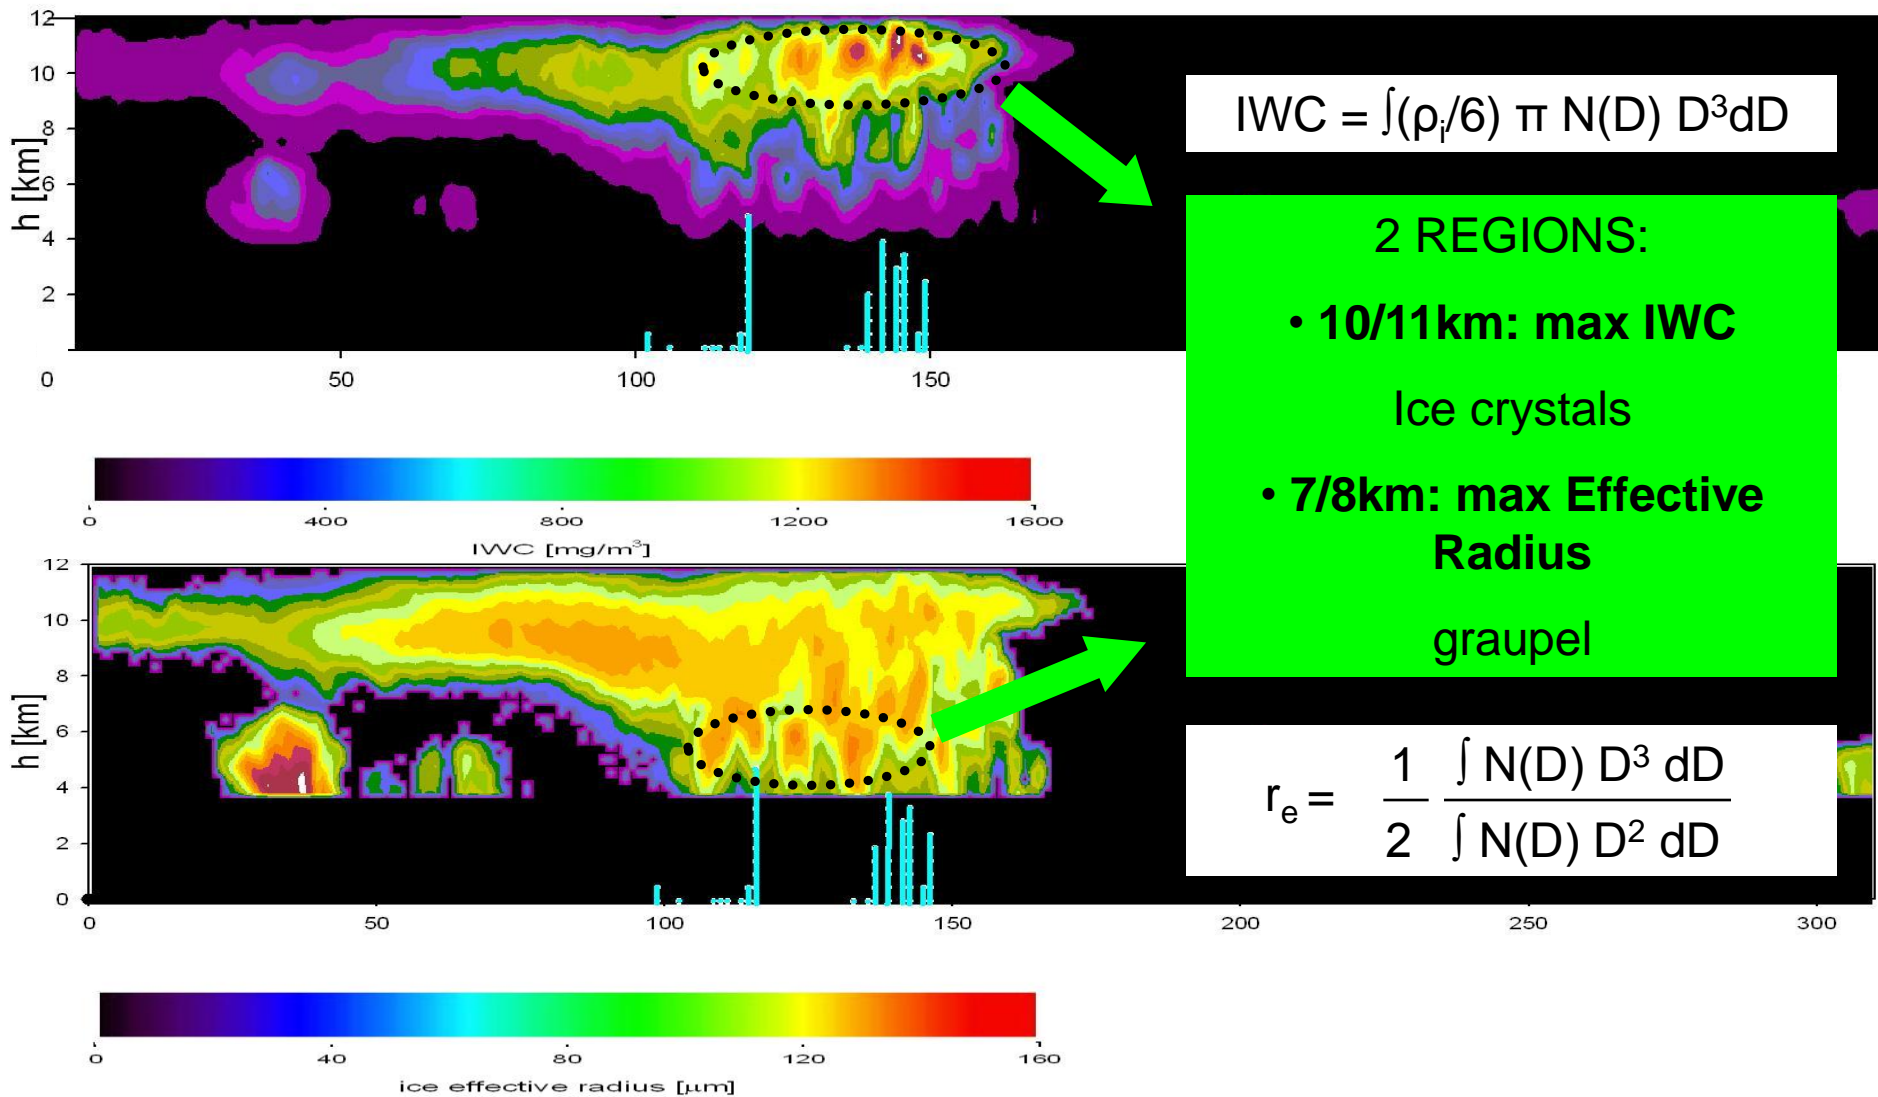 12
10
8
6
4
2
h [km]
0
50
100
150
IWC = ∫(ρᵢ/6) π N(D) D³dD
2 REGIONS:
• 10/11km: max IWC
Ice crystals
• 7/8km: max Effective
Radius
graupel
0
400
800
1200
1600
IWC [mg/m³]
12
10
8
6
4
2
0
h [km]
0
50
100
150
200
250
300
rₑ = 1/2 ∫ N(D) D³ dD / ∫ N(D) D² dD
0
40
80
120
160
ice effective radius [μm]